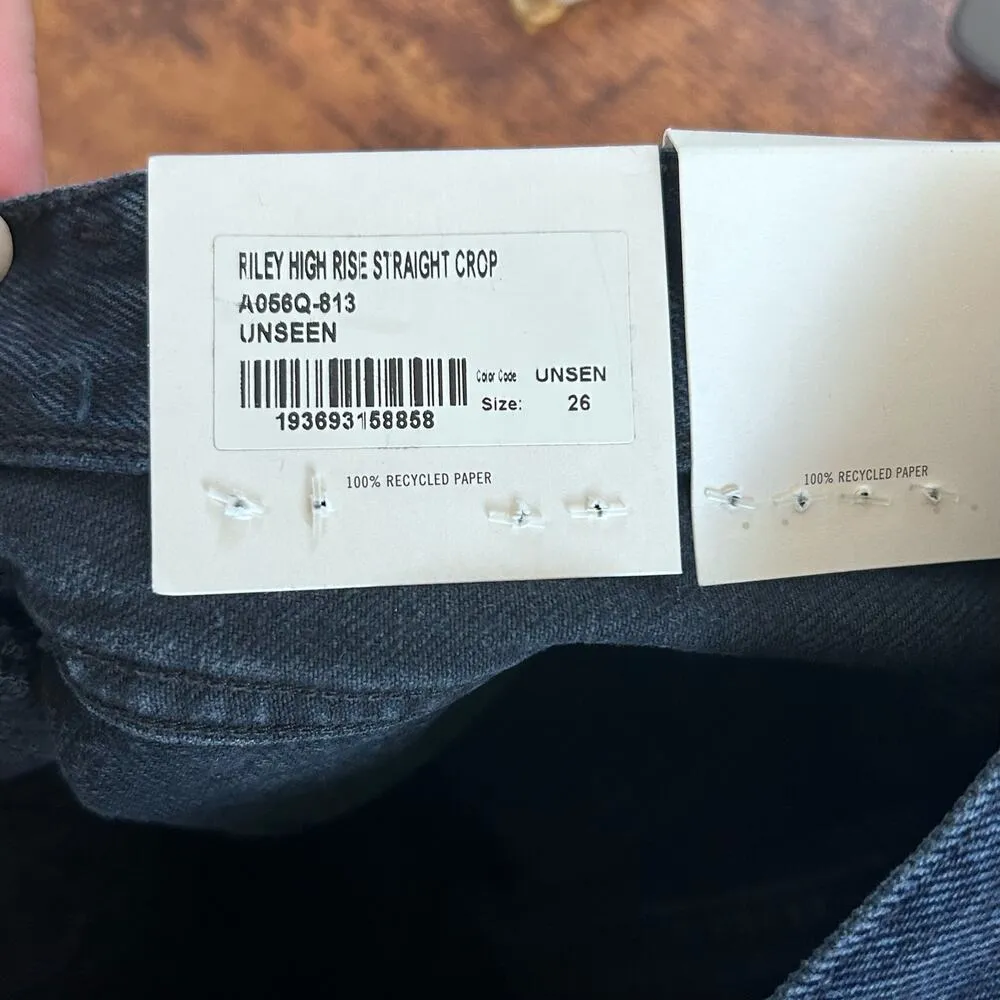 RILEY HIGH RISE STRAIGHT CROP
A056Q-813
UNSEEN
Color Code UNSEN
Size: 26
193693158858
100% RECYCLED PAPER
100% RECYCLED PAPER